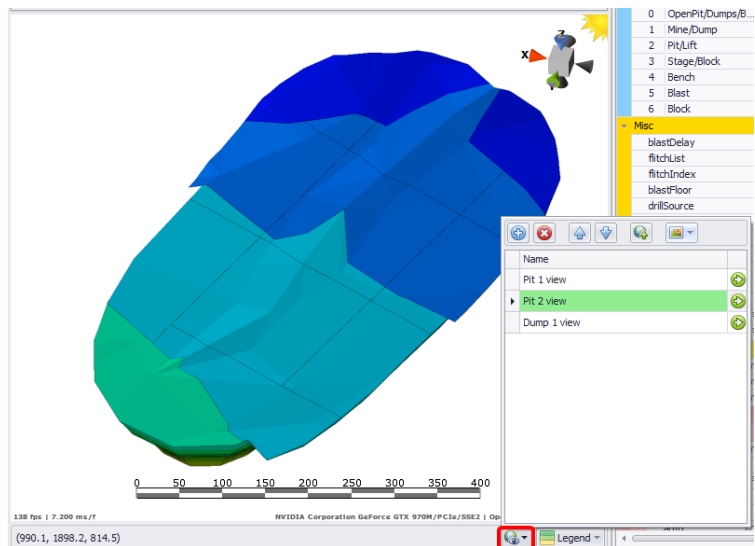 0 OpenPit/Dumps/B...
1 Mine/Dump
2 Pit/Lift
3 Stage/Block
4 Bench
5 Blast
6 Block
Misc
blastDelay
flitchList
flitchIndex
blastFloor
drillSource
X
Name
Pit 1 view
Pit 2 view
Dump 1 view
0 50 100 150 200 250 300 350 400
138 fps | 7.200 ms/f
NVIDIA Corporation GeForce GTX 970M/PCIe/SSE2 | Op
(990.1, 1898.2, 814.5)
Legend